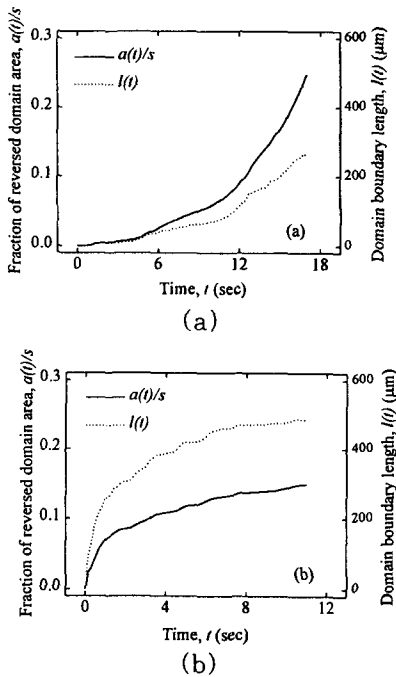 Fraction of reversed domain area, a(t)/s
0.3
0.2
0.1
0.0
a(t)/s
l(t)
600
400
200
0
Domain boundary length, l(t) (μm)
(a)
0
6
12
18
Time, t (sec)
(a)
Fraction of reversed domain area, a(t)/s
0.3
0.2
0.1
0.0
a(t)/s
l(t)
600
400
200
0
Domain boundary length, l(t) (μm)
(b)
0
4
8
12
Time, t (sec)
(b)